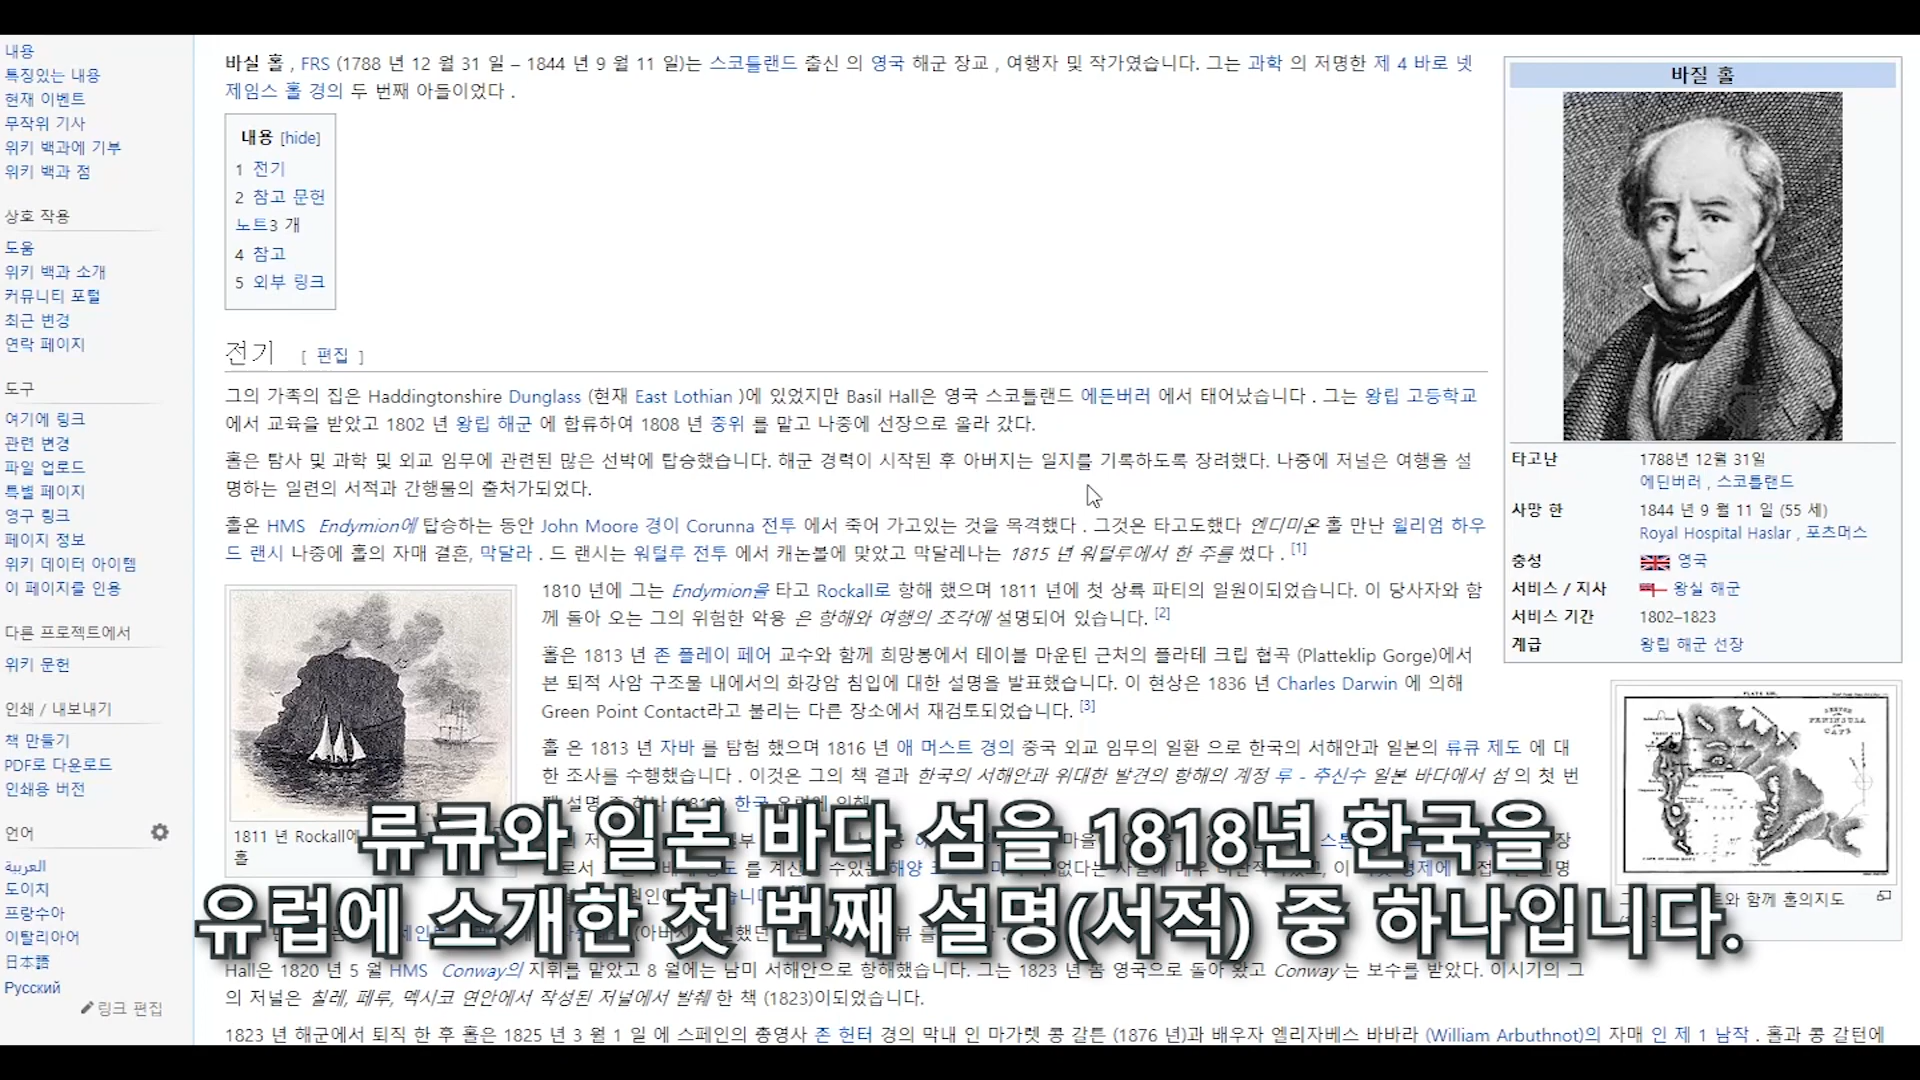 내용
특징있는 내용
현재 이벤트
무작위 기사
위키 백과에 기부
위키 백과 점
상호 작용
도움
위키 백과 소개
커뮤니티 포털
최근 변경
연락 페이지
도구
여기에 링크
관련 변경
파일 업로드
특별 페이지
영구 링크
페이지 정보
위키 데이터 아이템
이 페이지를 인용
다른 프로젝트에서
위키 문헌
인쇄 / 내보내기
책 만들기
PDF로 다운로드
인쇄용 버전
언어
العربية
도이치
프랑수아
이탈리아어
日本語
Русский
링크 편집
바실 홀 , FRS (1788 년 12 월 31 일 – 1844 년 9 월 11 일)는 스코틀랜드 출신 의 영국 해군 장교 , 여행자 및 작가였습니다. 그는 과학 의 저명한 제 4 바로 넷
제임스 홀 경의 두 번째 아들이었다 .
내용 [hide]
1 전기
2 참고 문헌
노트3 개
4 참고
5 외부 링크
전기 [ 편집 ]
그의 가족의 집은 Haddingtonshire Dunglass (현재 East Lothian )에 있었지만 Basil Hall은 영국 스코틀랜드 에든버러 에서 태어났습니다 . 그는 왕립 고등학교
에서 교육을 받았고 1802 년 왕립 해군 에 합류하여 1808 년 중위 를 맡고 나중에 선장으로 올라 갔다.
홀은 탐사 및 과학 및 외교 임무에 관련된 많은 선박에 탑승했습니다. 해군 경력이 시작된 후 아버지는 일지를 기록하도록 장려했다. 나중에 저널은 여행을 설
명하는 일련의 서적과 간행물의 출처가되었다.
홀은 HMS Endymion에 탑승하는 동안 John Moore 경이 Corunna 전투 에서 죽어 가고있는 것을 목격했다 . 그것은 타고도했다 엔디미온 홀 만난 윌리엄 하우
드 랜시 나중에 홀의 자매 결혼, 막달라 . 드 랜시는 워털루 전투 에서 캐논볼에 맞았고 막달레나는 1815 년 워털루에서 한 주를 썼다 . [1]
1810 년에 그는 Endymion을 타고 Rockall로 항해 했으며 1811 년에 첫 상륙 파티의 일원이되었습니다. 이 당사자와 함
께 돌아 오는 그의 위험한 악용 은 항해와 여행의 조각에 설명되어 있습니다. [2]
홀은 1813 년 존 플레이 페어 교수와 함께 희망봉에서 테이블 마운틴 근처의 플라테 크립 협곡 (Platteklip Gorge)에서
본 퇴적 사암 구조물 내에서의 화강암 침입에 대한 설명을 발표했습니다. 이 현상은 1836 년 Charles Darwin 에 의해
Green Point Contact라고 불리는 다른 장소에서 재검토되었습니다. [3]
홀 은 1813 년 자바 를 탐험 했으며 1816 년 애 머스트 경의 중국 외교 임무의 일환 으로 한국의 서해안과 일본의 류큐 제도 에 대
한 조사를 수행했습니다 . 이것은 그의 책 결과 한국의 서해안과 위대한 발견의 항해의 계정 루 - 추신수 일본 바다에서 섬 의 첫 번
1811 년 Rockall에
홀
류큐와 일본 바다 섬을 1818년 한국을
유럽에 소개한 첫 번째 설명(서적) 중 하나입니다.
Hall은 1820 년 5 월 HMS Conway의 지휘를 맡았고 8 월에는 남미 서해안으로 항해했습니다. 그는 1823 년 봄 영국으로 돌아 왔고 Conway 는 보수를 받았다. 이시기의 그
의 저널은 칠레, 페루, 멕시코 연안에서 작성된 저널에서 발췌 한 책 (1823)이되었습니다.
1823 년 해군에서 퇴직 한 후 홀은 1825 년 3 월 1 일 에 스페인의 총영사 존 헌터 경의 막내 인 마가렛 콩 갈튼 (1876 년)과 배우자 엘리자베스 바바라 (William Arbuthnot)의 자매 인 제 1 남작 . 홀과 콩 갈턴에
바질 홀
타고난 1788년 12월 31일
에딘버러 , 스코틀랜드
사망 한 1844 년 9 월 11 일 (55 세)
Royal Hospital Haslar , 포츠머스
충성 영국
서비스 / 지사 왕실 해군
서비스 기간 1802–1823
계급 왕립 해군 선장
와 함께 홀의지도